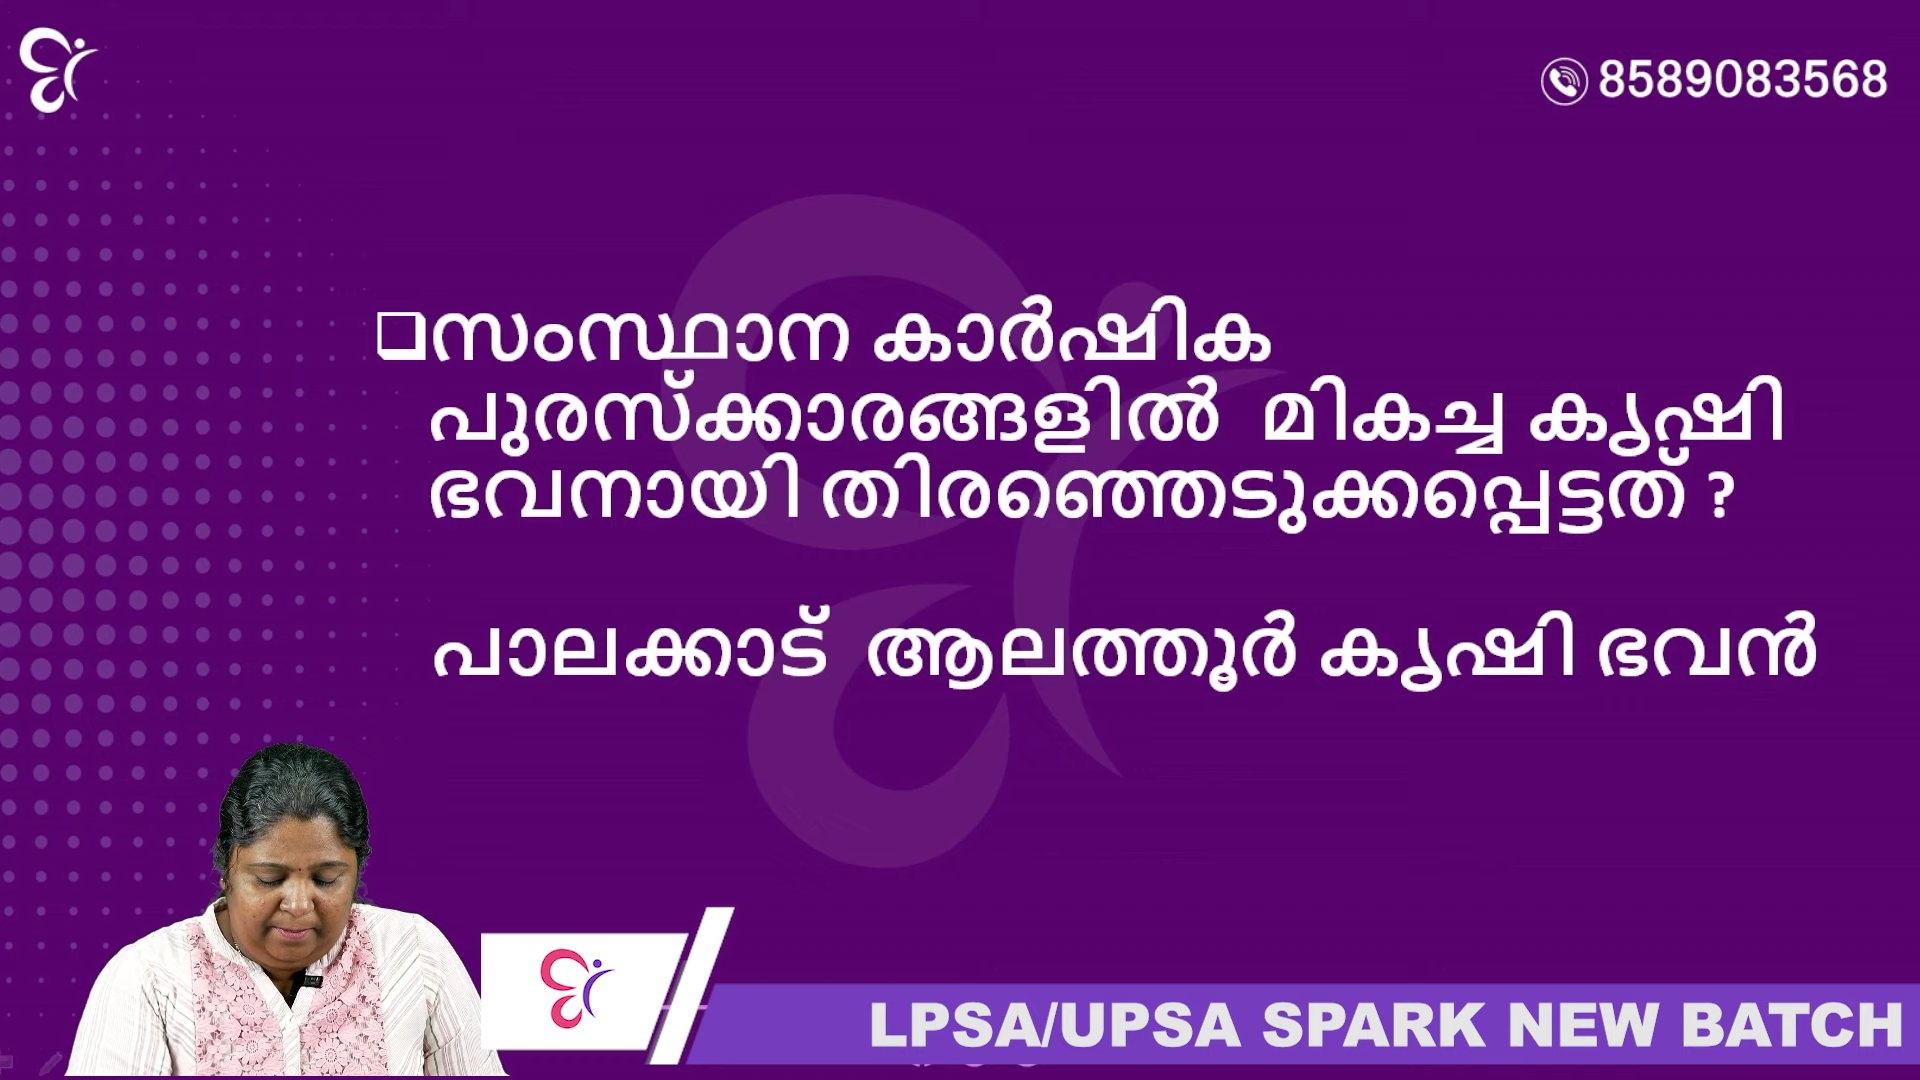 8589083568
❑സംസ്ഥാന കാർഷിക
പുരസ്ക്കാരങ്ങളിൽ മികച്ച കൃഷി
ഭവനായി തിരഞ്ഞെടുക്കപ്പെട്ടത് ?
പാലക്കാട് ആലത്തൂർ കൃഷി ഭവൻ
LPSA/UPSA SPARK NEW BATCH